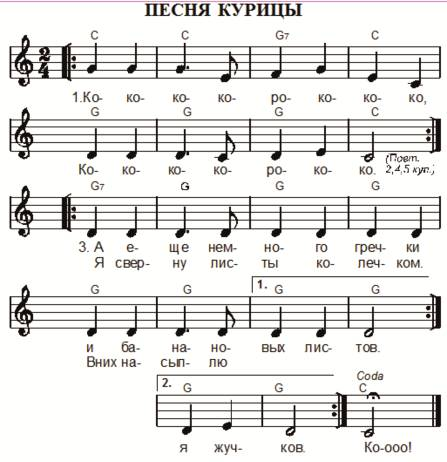 ПЕСНЯ КУРИЦЫ
C C G7 C
2/4
1.Ко- ко- ко- ко- ро- ко- ко- ко,
G G G C
Ко- ко- ко- ко- ро- ко- ко. (Повт. 2,4,5 куп.)
G7 G G G
3. А е- ще нем- но- го греч- ки
Я свер- ну лис- ты ко- леч- ком.
1.
G G G G
и ба- на- но- вых лис- тов.
Вних на- сып- лю
2. Coda
G G C
я жуч- ков. Ко-ооо!